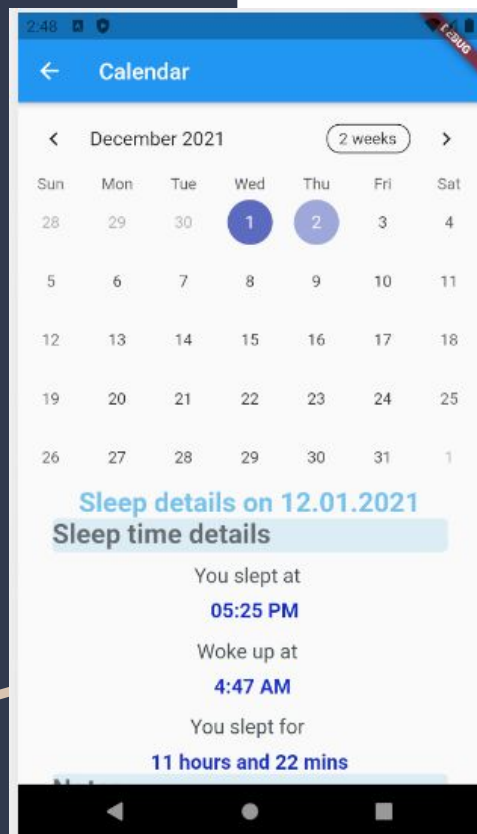 2:48
DEBUG
Calendar
December 2021 2 weeks
Sun Mon Tue Wed Thu Fri Sat
28 29 30 1 2 3 4
5 6 7 8 9 10 11
12 13 14 15 16 17 18
19 20 21 22 23 24 25
26 27 28 29 30 31 1
Sleep details on 12.01.2021
Sleep time details
You slept at
05:25 PM
Woke up at
4:47 AM
You slept for
11 hours and 22 mins